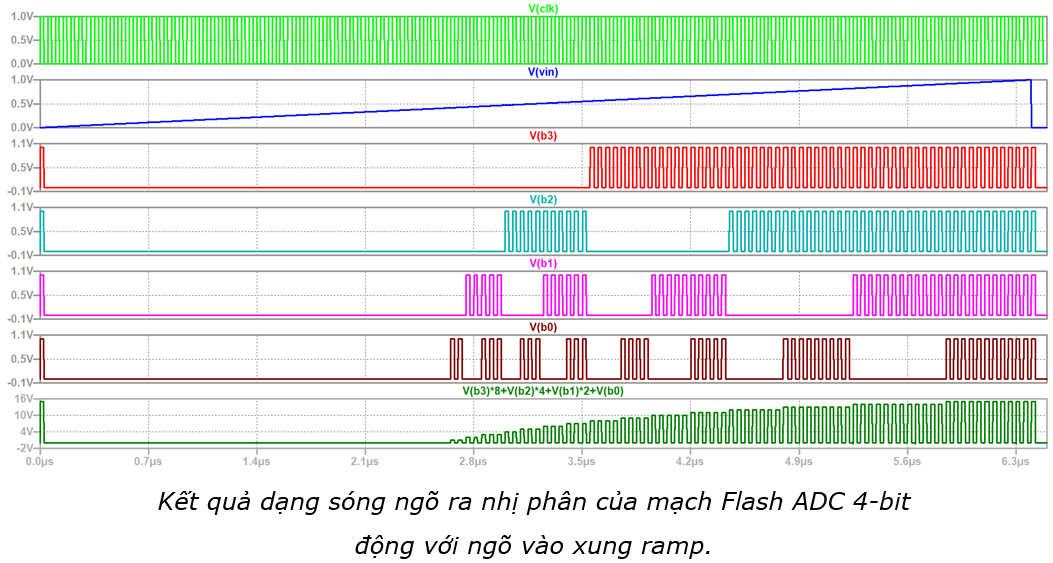 V(clk)
1.0V
0.5V
0.0V
V(vin)
1.0V
0.5V
0.0V
V(b3)
1.1V
0.5V
-0.1V
V(b2)
1.1V
0.5V
-0.1V
V(b1)
1.1V
0.5V
-0.1V
V(b0)
1.1V
0.5V
-0.1V
V(b3)*8+V(b2)*4+V(b1)*2+V(b0)
16V
10V
4V
-2V
0.0µs 0.7µs 1.4µs 2.1µs 2.8µs 3.5µs 4.2µs 4.9µs 5.6µs 6.3µs
Kết quả dạng sóng ngõ ra nhị phân của mạch Flash ADC 4-bit
động với ngõ vào xung ramp.